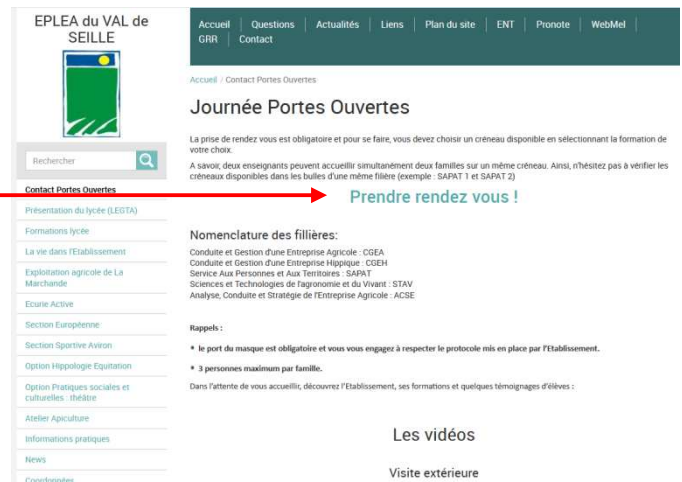 EPLEA du VAL de
SEILLE
Rechercher
Contact Portes Ouvertes
Présentation du lycée (LEGTA)
Formations lycée
La vie dans l'Etablissement
Exploitation agricole de La
Marchande
Ecurie Active
Section Européenne
Section Sportive Aviron
Option Hippologie Equitation
Option Pratiques sociales et
culturelles : théâtre
Atelier Apiculture
Informations pratiques
News
Coordonnées
Accueil Questions Actualités Liens Plan du site ENT Pronote WebMel
GRR Contact
Accueil / Contact Portes Ouvertes
Journée Portes Ouvertes
La prise de rendez vous est obligatoire et pour se faire, vous devez choisir un créneau disponible en sélectionnant la formation de
votre choix.
A savoir, deux enseignants peuvent accueillir simultanément deux familles sur un même créneau. Ainsi, n'hésitez pas à vérifier les
créneaux disponibles dans les bulles d'une même filière (exemple : SAPAT 1 et SAPAT 2)
Prendre rendez vous !
Nomenclature des fillières:
Conduite et Gestion d'une Entreprise Agricole : CGEA
Conduite et Gestion d'une Entreprise Hippique : CGEH
Service Aux Personnes et Aux Territoires : SAPAT
Sciences et Technologies de l'agronomie et du Vivant : STAV
Analyse, Conduite et Stratégie de l'Entreprise Agricole : ACSE
Rappels :
* le port du masque est obligatoire et vous vous engagez à respecter le protocole mis en place par l'Etablissement.
* 3 personnes maximum par famille.
Dans l'attente de vous accueillir, découvrez l'Etablissement, ses formations et quelques témoignages d'élèves :
Les vidéos
Visite extérieure